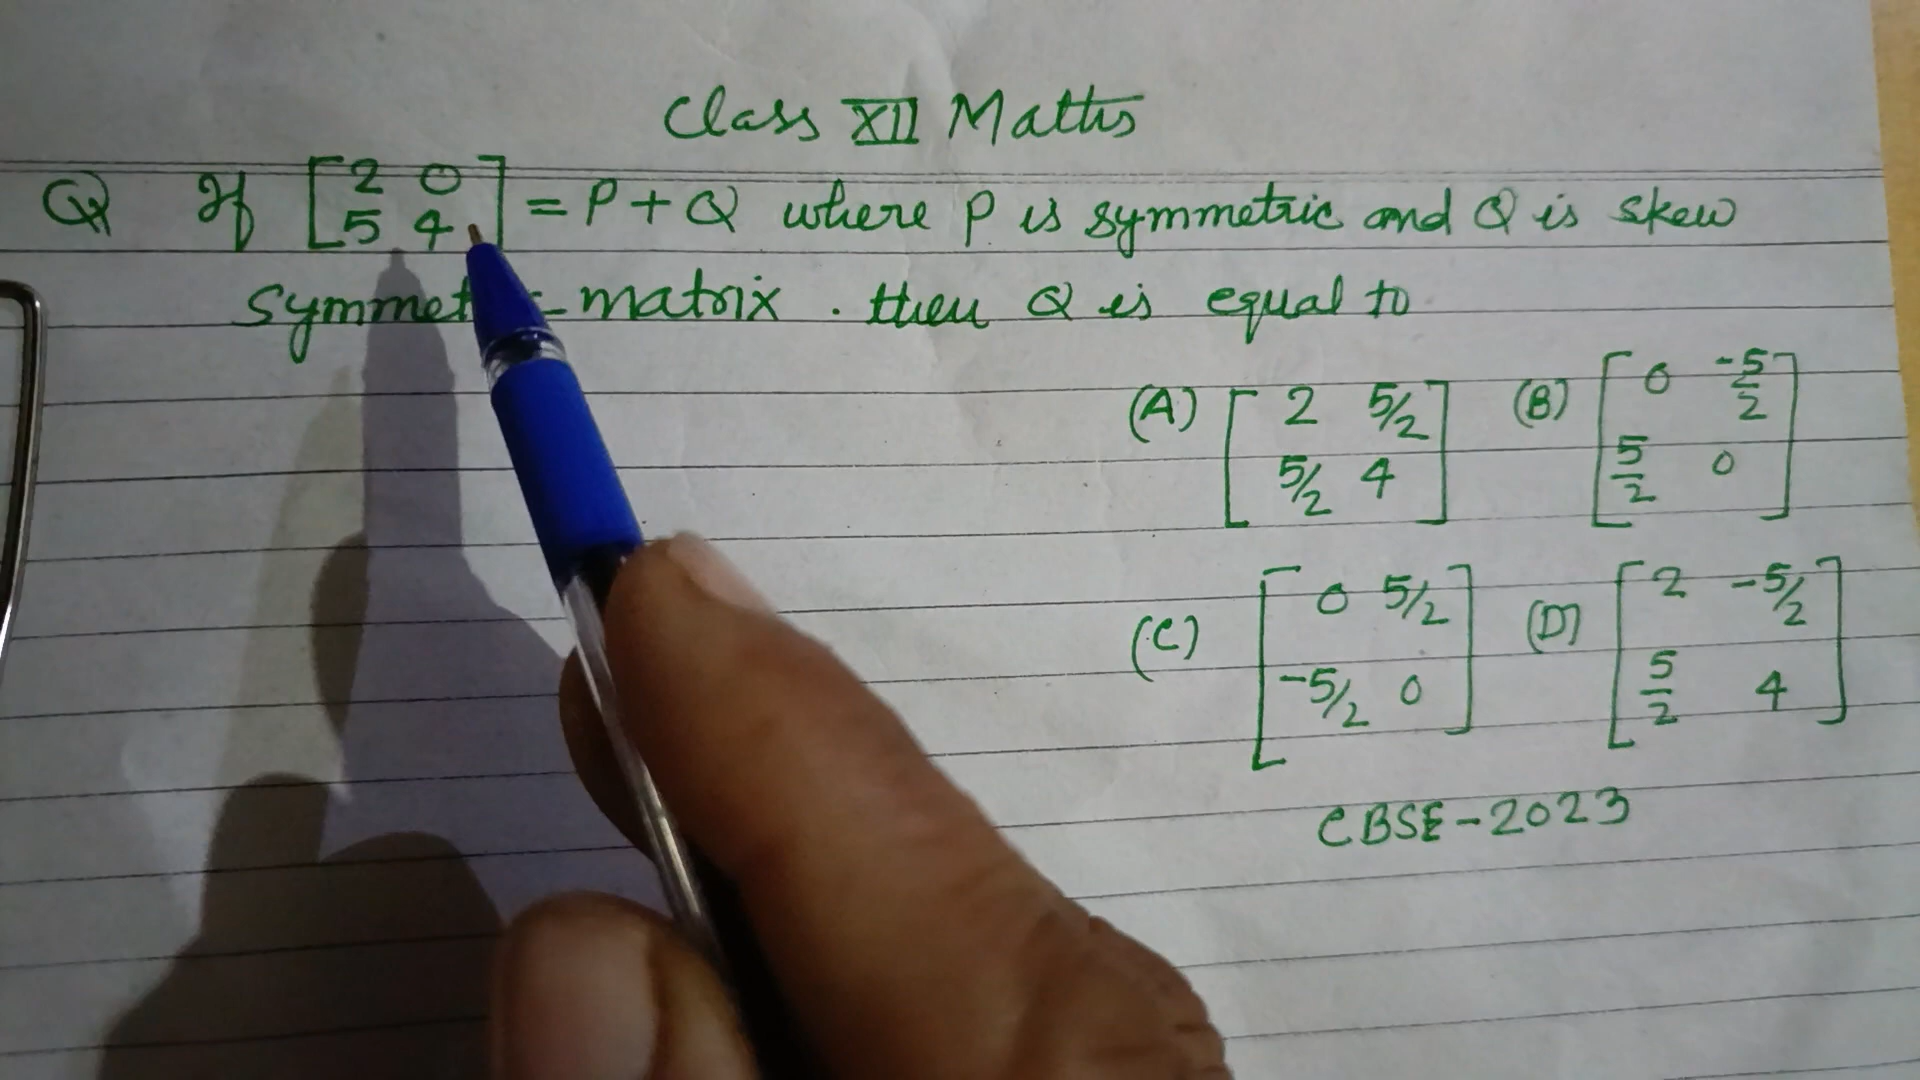 Class XII Maths
Q If [2 0
5 4] = P + Q where P is symmetric and Q is skew
matrix . then Q is equal to
(A) [2 5/2
5/2 4] (B) [0 -5/2
5/2 0]
(C) [0 5/2
-5/2 0] (D) [2 -5/2
5/2 4]
CBSE-2023